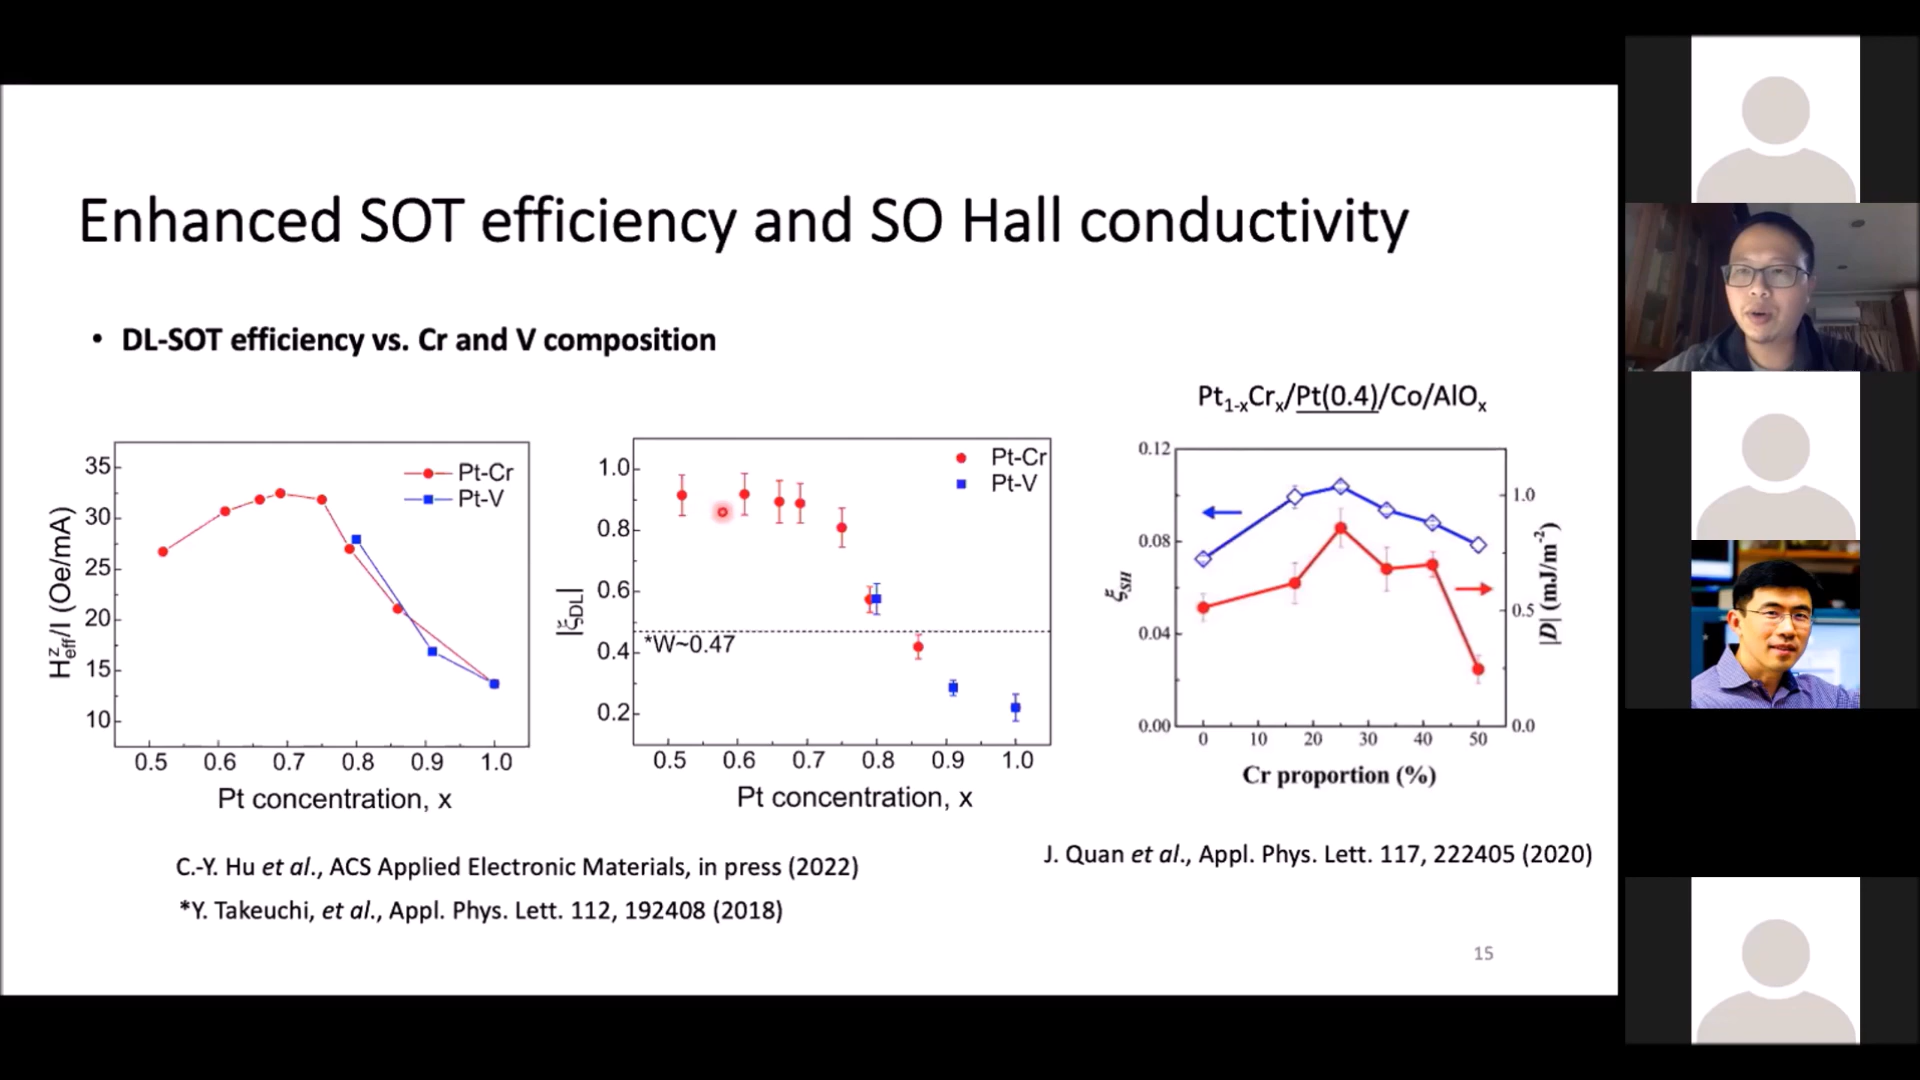 Enhanced SOT efficiency and SO Hall conductivity
• DL-SOT efficiency vs. Cr and V composition
35
30
25
20
15
10
H^z_eff/I (Oe/mA)
Pt-Cr
Pt-V
0.5 0.6 0.7 0.8 0.9 1.0
Pt concentration, x
1.0
0.8
0.6
0.4
0.2
|ξ_DL|
Pt-Cr
Pt-V
*W~0.47
0.5 0.6 0.7 0.8 0.9 1.0
Pt concentration, x
Pt₁₋ₓCrₓ/Pt(0.4)/Co/AlOₓ
0.12
0.08
0.04
0.00
ξ_SH
1.0
0.5
0.0
|D| (mJ/m⁻²)
0 10 20 30 40 50
Cr proportion (%)
C.-Y. Hu et al., ACS Applied Electronic Materials, in press (2022)
*Y. Takeuchi, et al., Appl. Phys. Lett. 112, 192408 (2018)
J. Quan et al., Appl. Phys. Lett. 117, 222405 (2020)
15